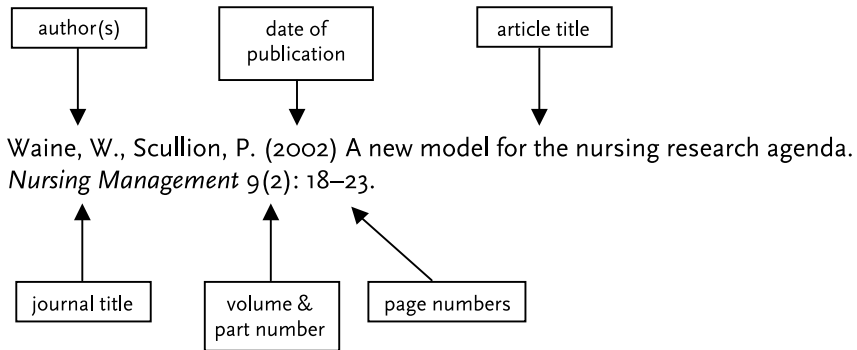 author(s)
date of
publication
article title
Waine, W., Scullion, P. (2002) A new model for the nursing research agenda.
Nursing Management 9(2): 18–23.
journal title
volume &
part number
page numbers